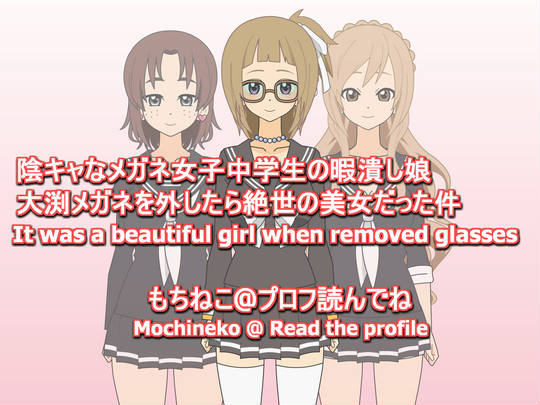 陰キャなメガネ女子中学生の暇潰し娘
大渕メガネを外したら絶世の美女だった件
It was a beautiful girl when removed glasses
もちねこ@プロフ読んでね
Mochineko @ Read the profile